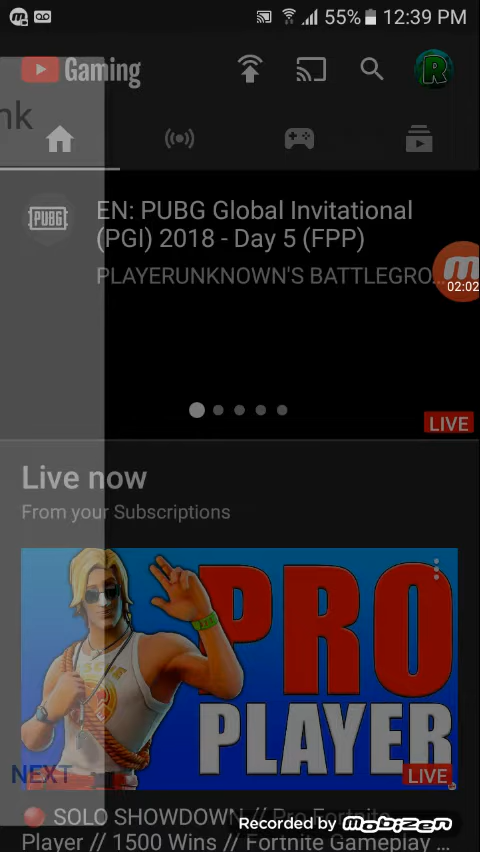 55% 12:39 PM
Gaming
nk
R
PUBG
EN: PUBG Global Invitational
(PGI) 2018 - Day 5 (FPP)
PLAYERUNKNOWN'S BATTLEGRO...
02:02
LIVE
Live now
From your Subscriptions
PRO
PLAYER
NEXT
LIVE
SOLO SHOWDOWN // Pro Fortnite
Player // 1500 Wins // Fortnite Gameplay ...
Recorded by mobizen